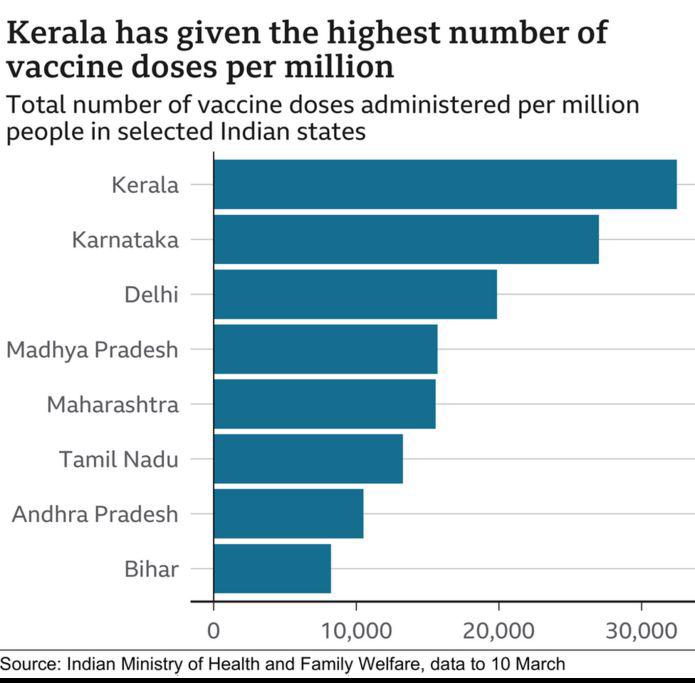 Kerala has given the highest number of
vaccine doses per million
Total number of vaccine doses administered per million
people in selected Indian states
Kerala
Karnataka
Delhi
Madhya Pradesh
Maharashtra
Tamil Nadu
Andhra Pradesh
Bihar
0 10,000 20,000 30,000
Source: Indian Ministry of Health and Family Welfare, data to 10 March